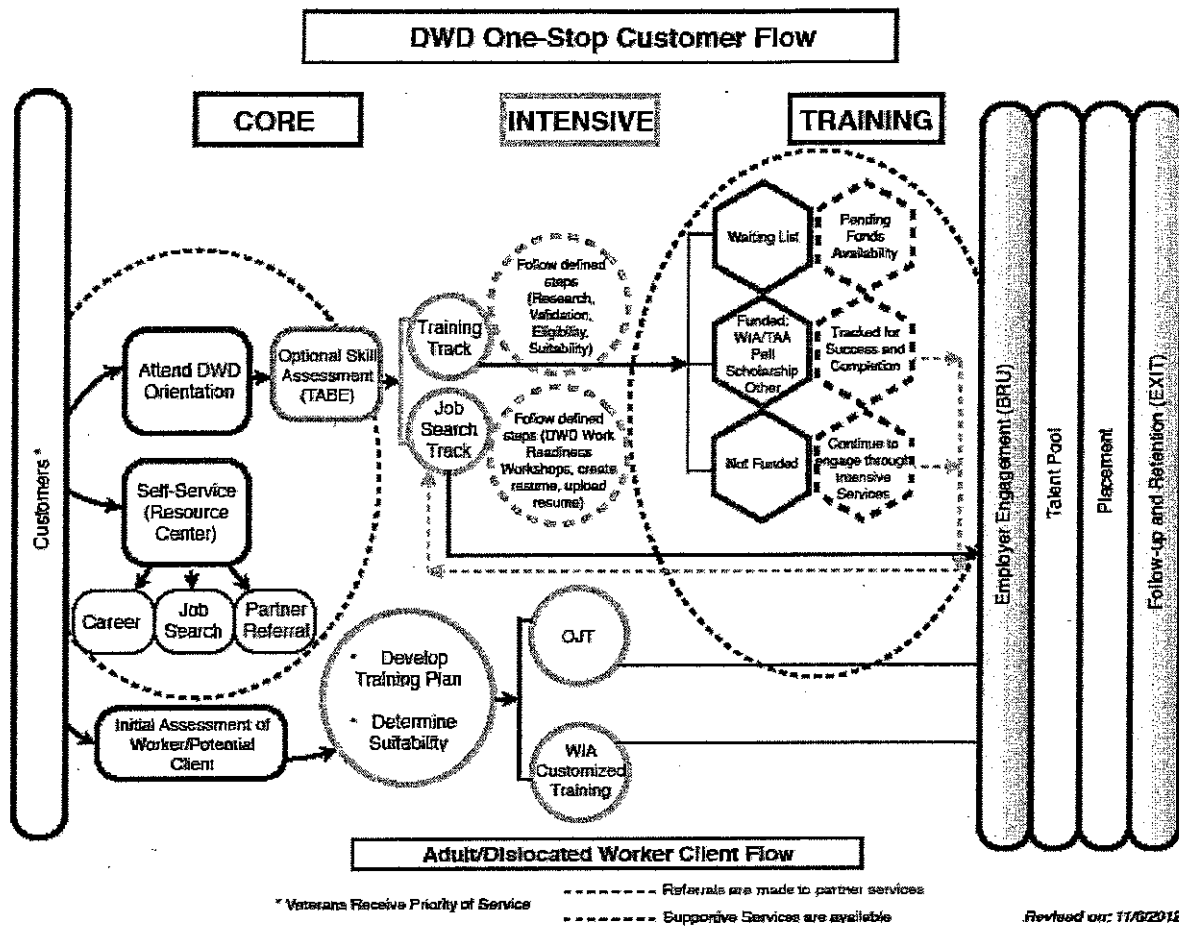 DWD One-Stop Customer Flow
CORE
INTENSIVE
TRAINING
Customers *
Attend DWD
Orientation
Optional Skill
Assessment
(TABE)
Self-Service
(Resource
Center)
Career
Job
Search
Partner
Referral
Initial Assessment of
Worker/Potential
Client
Training
Track
Job
Search
Track
Follow defined
steps
(Research,
Validation,
Eligibility,
Suitability)
Follow defined
steps (DWD Work
Readiness
Workshops, create
resume, upload
resume)
* Develop
Training Plan
* Determine
Suitability
OJT
WIA
Customized
Training
Waiting List
Pending
Funds
Availability
Funded:
WIA/TAA
Pell
Scholarship
Other
Tracked for
Success and
Completion
Not Funded
Continue to
engage through
Intensive
Services
Employer Engagement (BRU)
Talent Pool
Placement
Follow-up and Retention (EXIT)
Adult/Dislocated Worker Client Flow
* Veterans Receive Priority of Service
Referrals are made to partner services
Supportive Services are available
Revised on: 11/6/2012